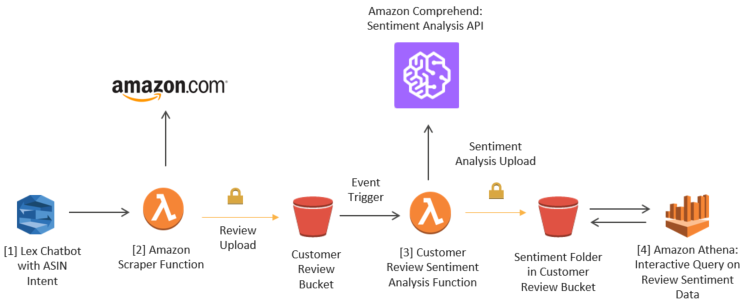 Amazon Comprehend:
Sentiment Analysis API
amazon.com
Sentiment
Analysis Upload
Event
Trigger
[1] Lex Chatbot
with ASIN
Intent
[2] Amazon
Scraper Function
Review
Upload
Customer
Review
Bucket
[3] Customer
Review Sentiment
Analysis Function
Sentiment Folder
in Customer
Review Bucket
[4] Amazon Athena:
Interactive Query on
Review Sentiment
Data